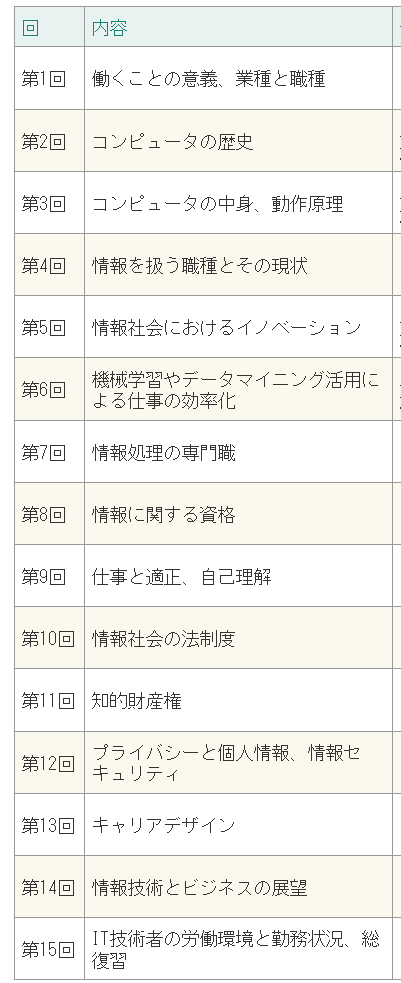 回 内容
第1回 働くことの意義、業種と職種
第2回 コンピュータの歴史
第3回 コンピュータの中身、動作原理
第4回 情報を扱う職種とその現状
第5回 情報社会におけるイノベーション
第6回 機械学習やデータマイニング活用に
よる仕事の効率化
第7回 情報処理の専門職
第8回 情報に関する資格
第9回 仕事と適正、自己理解
第10回 情報社会の法制度
第11回 知的財産権
第12回 プライバシーと個人情報、情報セ
キュリティ
第13回 キャリアデザイン
第14回 情報技術とビジネスの展望
第15回 IT技術者の労働環境と勤務状況、総
復習